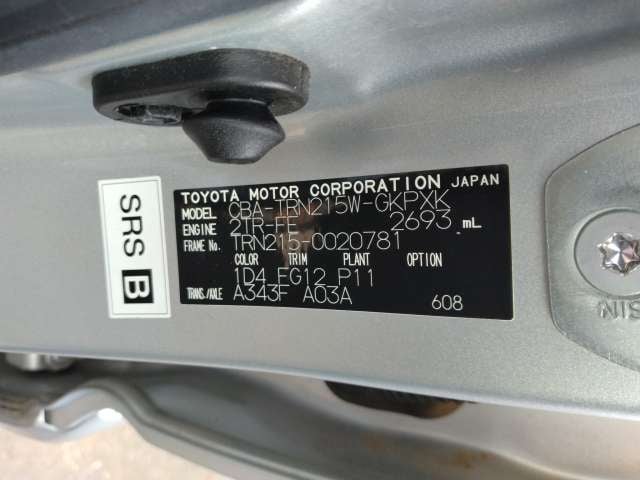 TOYOTA MOTOR CORPORATION JAPAN
MODEL CBA-TRN215W-GKPXK
ENGINE 2TR-FE 2693 mL
FRAME No. TRN215-0020781
COLOR TRIM PLANT OPTION
1D4 FG12 P11
TRANS./AXLE A343F A03A 608
SRS B
NIS